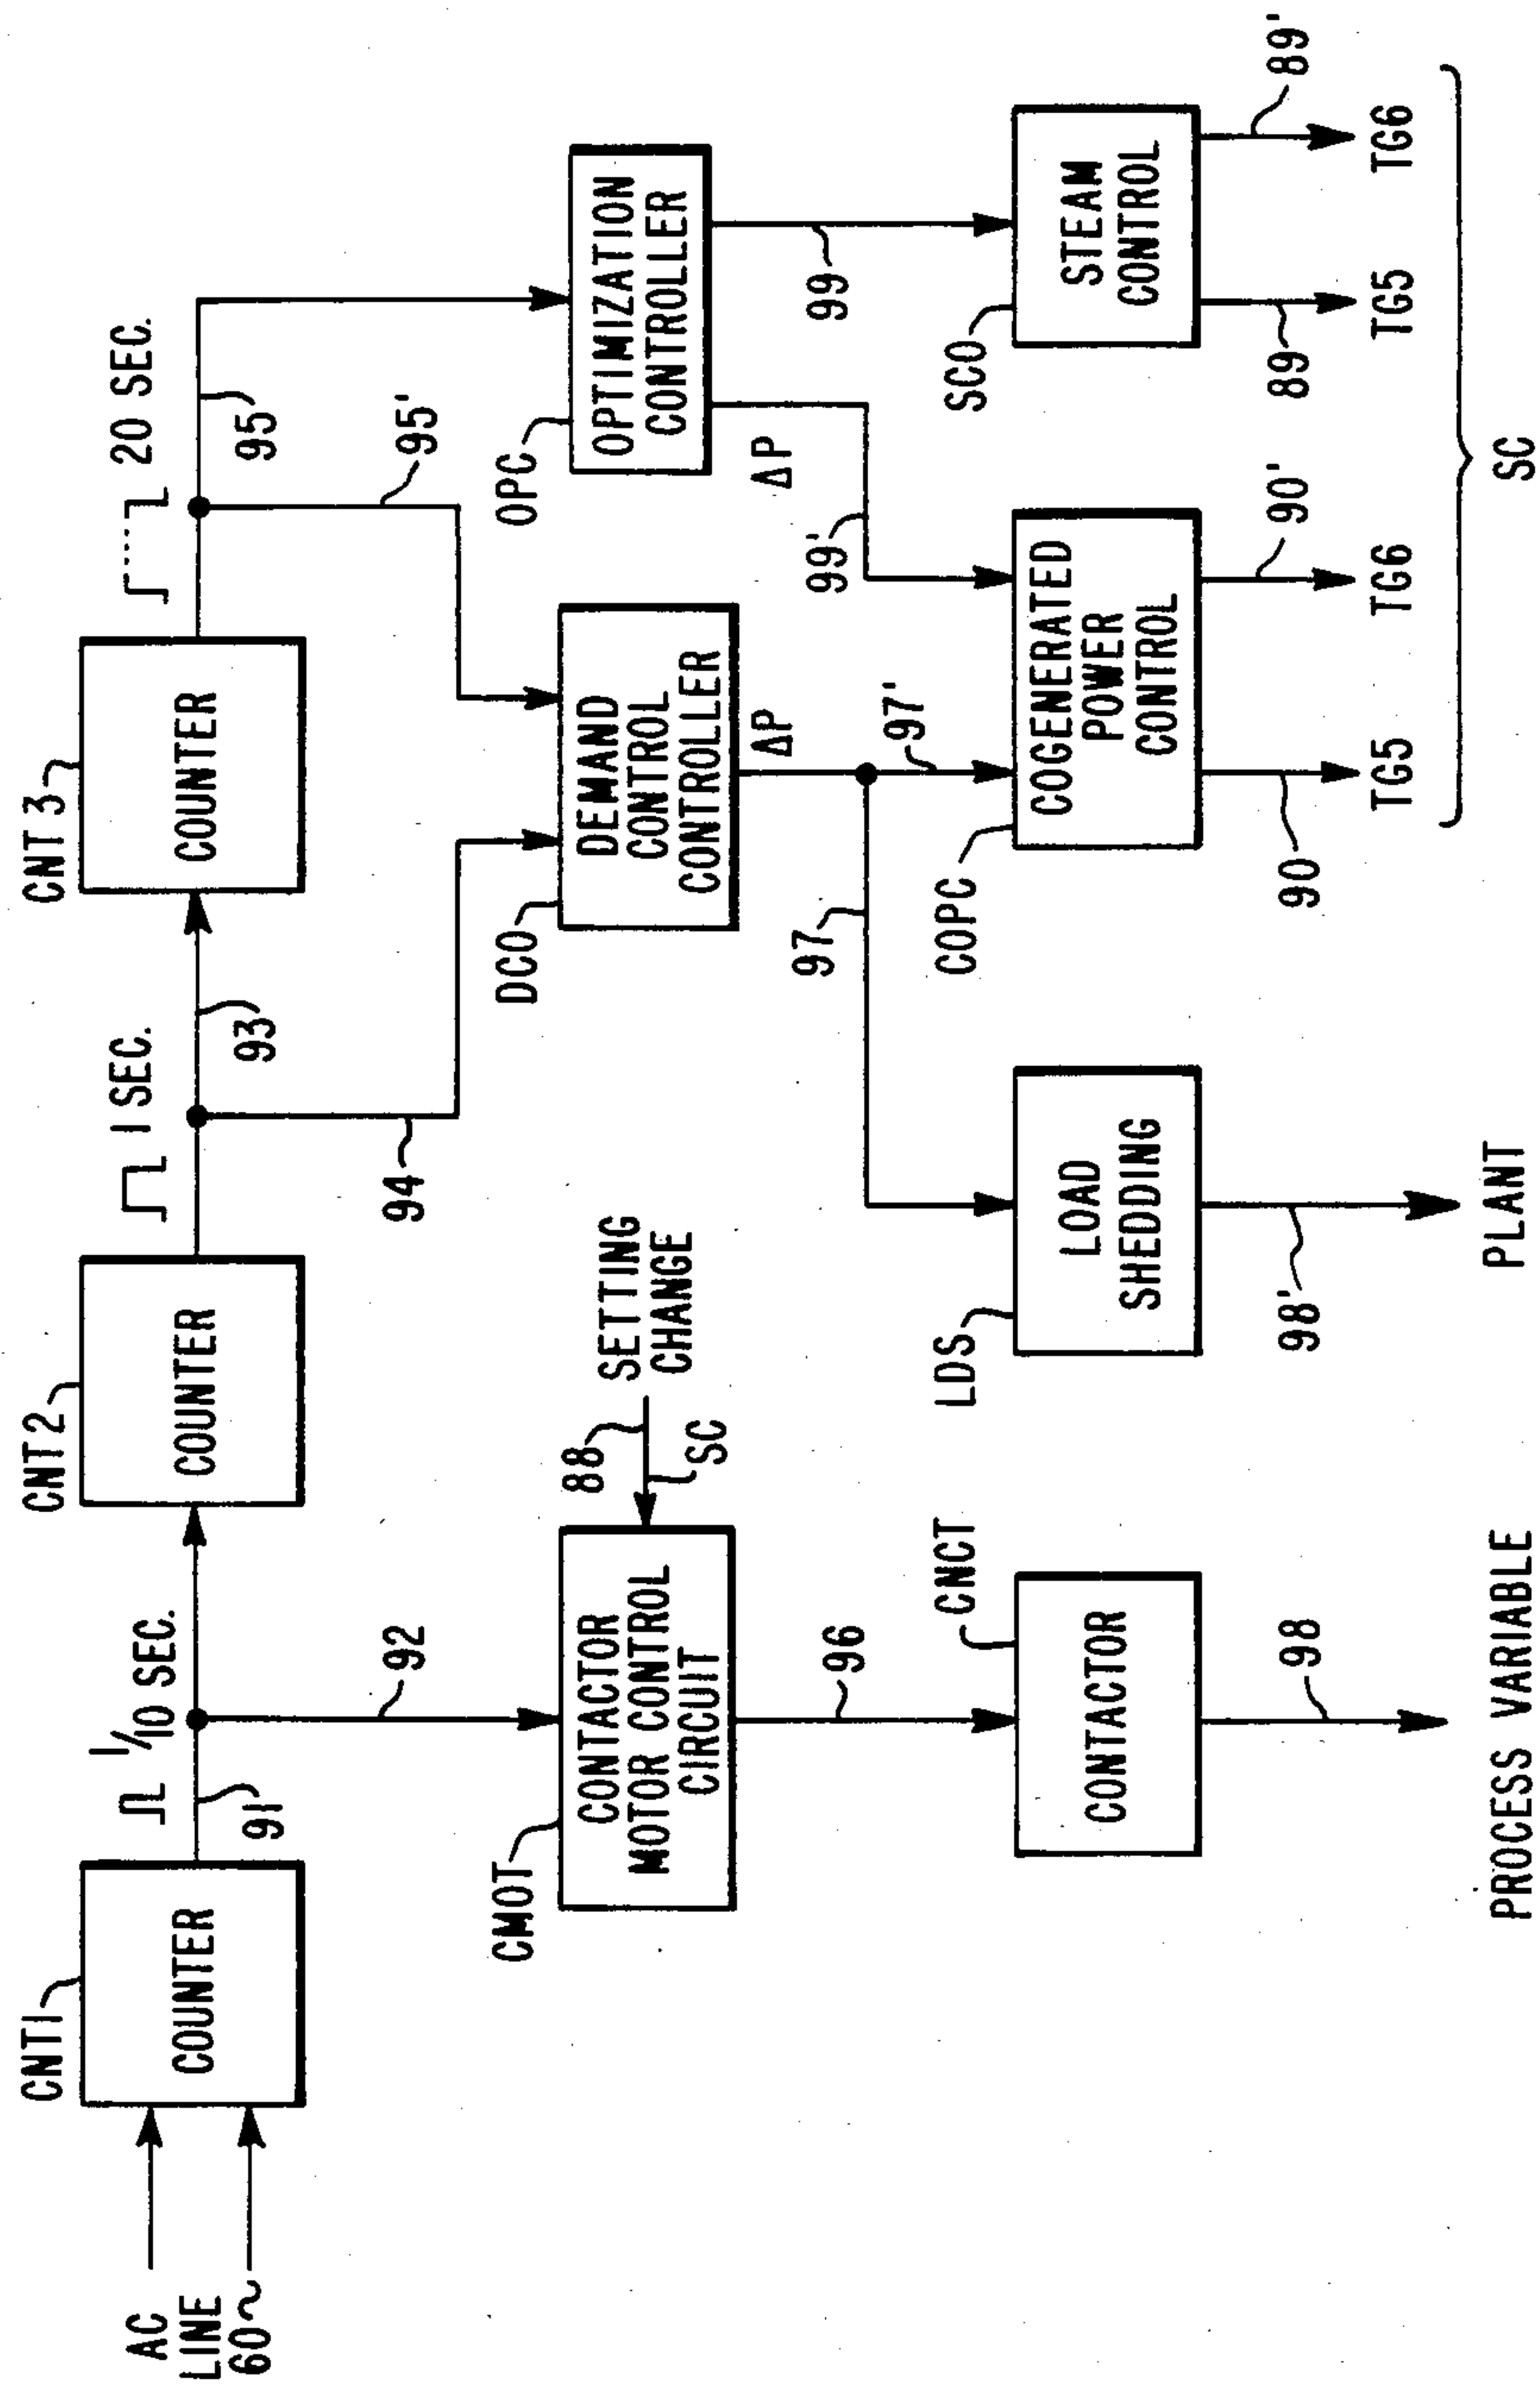 AC
LINE
60~
CNT1
COUNTER
1/10 SEC.
91
CNT2
COUNTER
1 SEC.
93
CNT 3
COUNTER
20 SEC.
95
92
94
95'
CMOT
CONTACTOR
MOTOR CONTROL
CIRCUIT
88
SC
SETTING
CHANGE
DCO
DEMAND
CONTROL
CONTROLLER
OPC
OPTIMIZATION
CONTROLLER
ΔP
ΔP
96
97
97'
99'
99
CNCT
CONTACTOR
LDS
LOAD
SHEDDING
COPC
COGENERATED
POWER
CONTROL
SCO
STEAM
CONTROL
98
98'
90
90'
89
89'
TG5
TG6
TG5
TG6
PROCESS VARIABLE
PLANT
SC